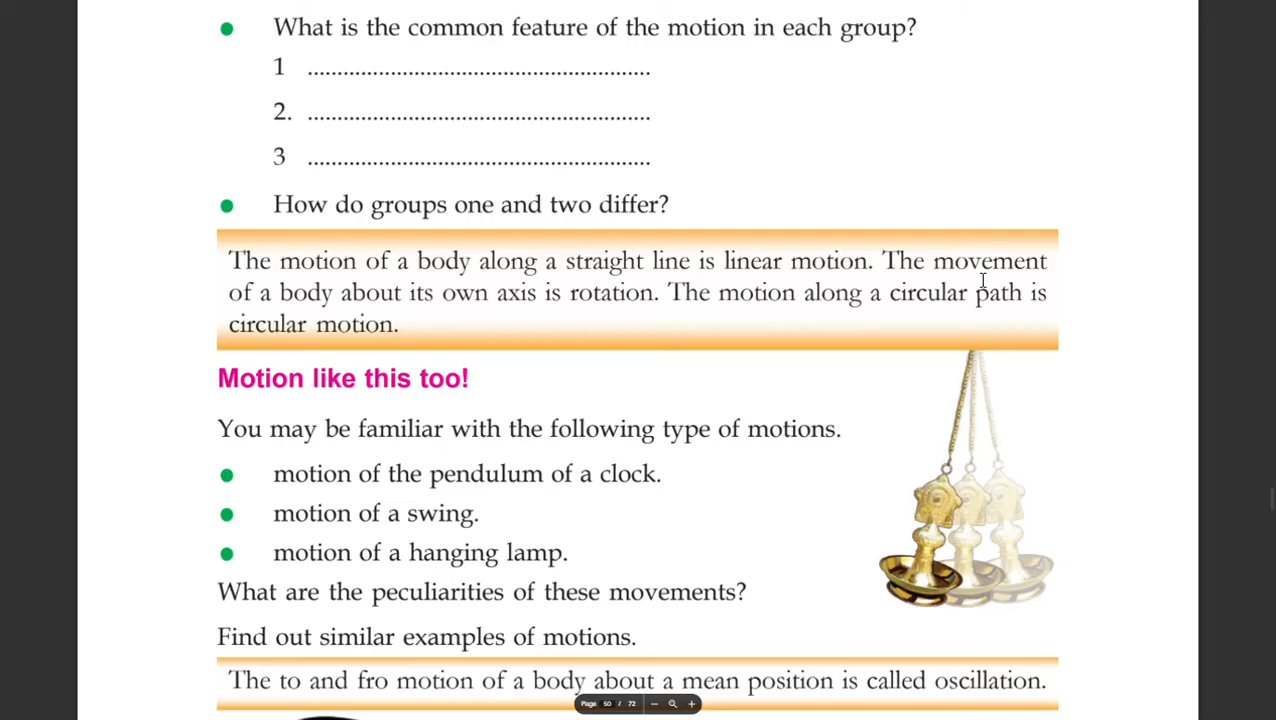 What is the common feature of the motion in each group?
1 .........................................................
2. .........................................................
3 .........................................................
How do groups one and two differ?
The motion of a body along a straight line is linear motion. The movement
of a body about its own axis is rotation. The motion along a circular path is
circular motion.
Motion like this too!
You may be familiar with the following type of motions.
motion of the pendulum of a clock.
motion of a swing.
motion of a hanging lamp.
What are the peculiarities of these movements?
Find out similar examples of motions.
The to and fro motion of a body about a mean position is called oscillation.
Page 50 / 72